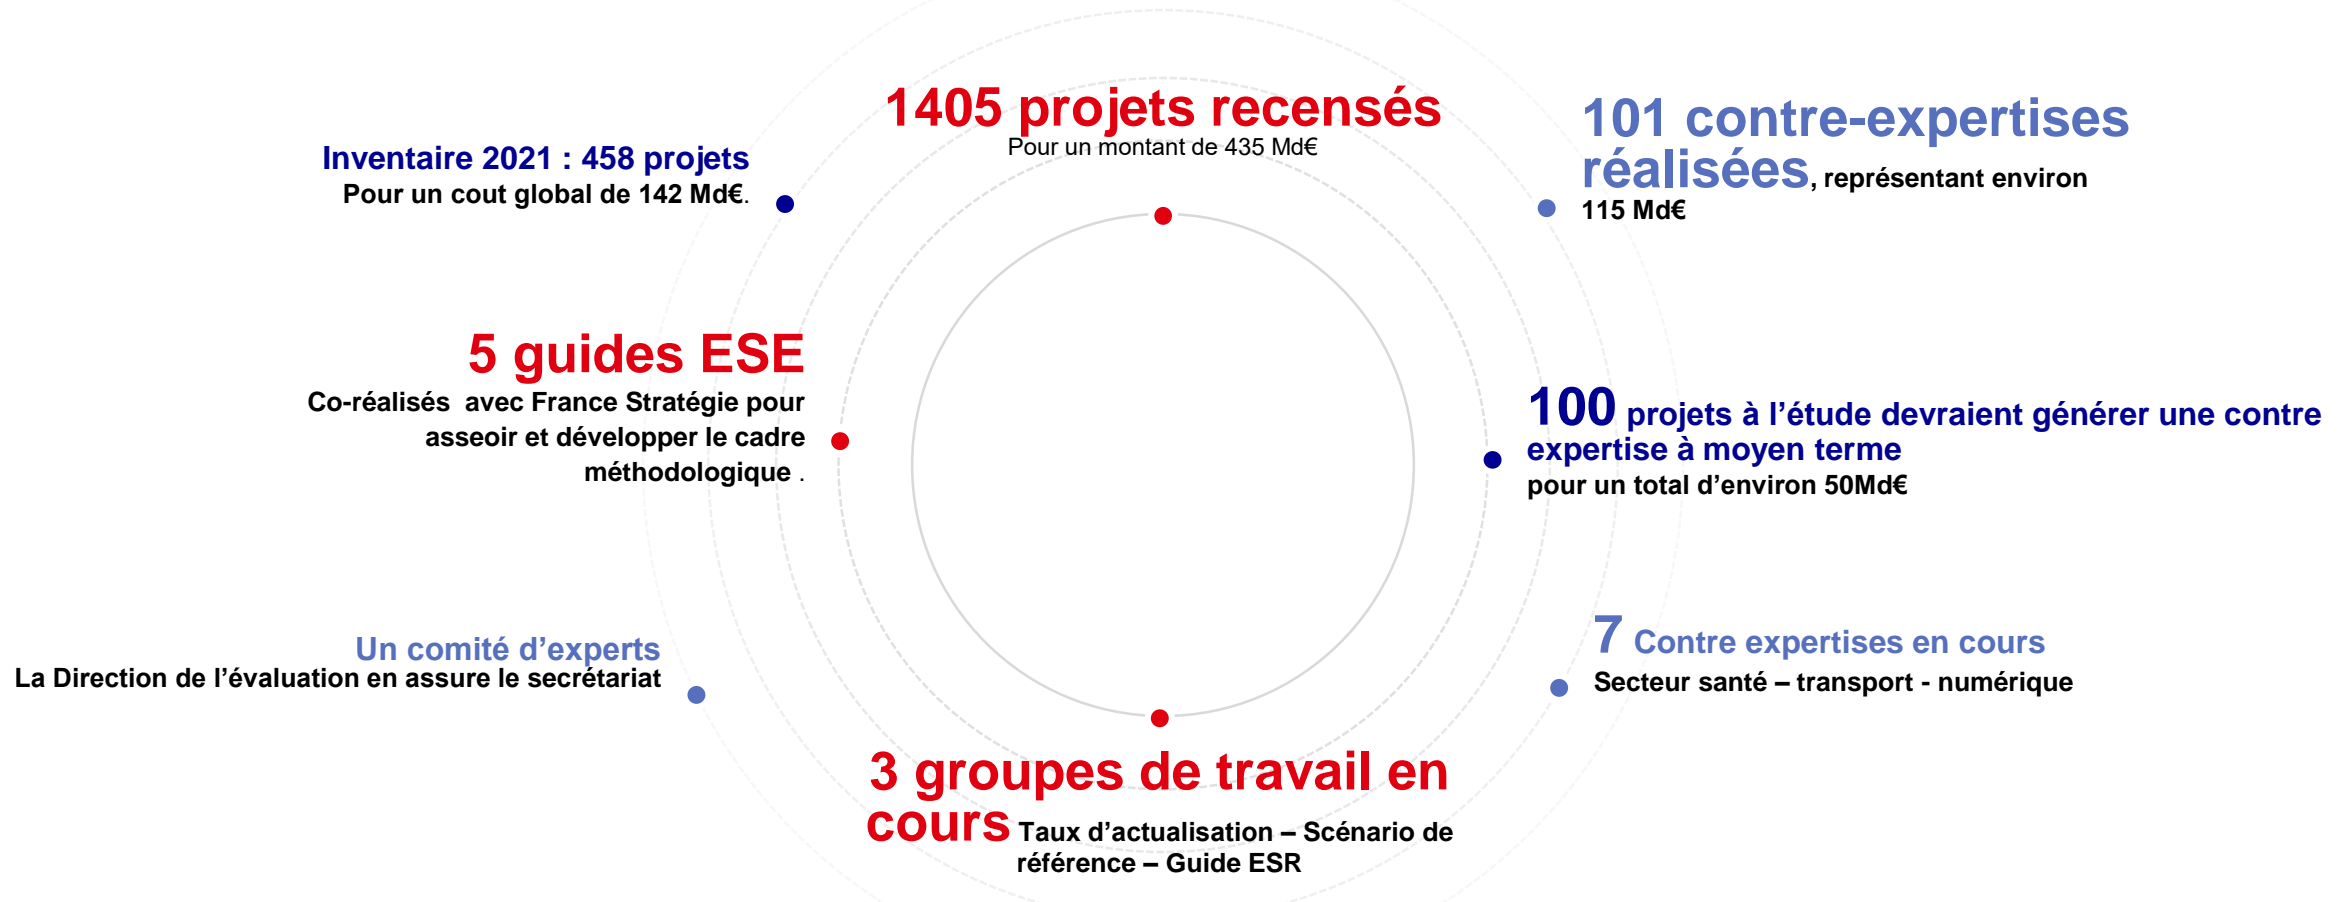 1405 projets recensés
Pour un montant de 435 Md€
101 contre-expertises
réalisées, représentant environ
115 Md€
Inventaire 2021 : 458 projets
Pour un cout global de 142 Md€.
5 guides ESE
Co-réalisés  avec France Stratégie pour
asseoir et développer le cadre
méthodologique .
100 projets à l’étude devraient générer une contre
expertise à moyen terme
pour un total d’environ 50Md€
Un comité d’experts
La Direction de l’évaluation en assure le secrétariat
7 Contre expertises en cours
Secteur santé – transport - numérique
3 groupes de travail en
cours Taux d’actualisation – Scénario de
référence – Guide ESR